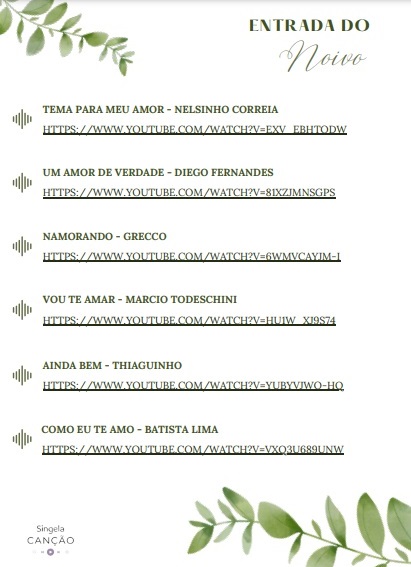 ENTRADA DO
Noivo
TEMA PARA MEU AMOR - NELSINHO CORREIA
HTTPS://WWW.YOUTUBE.COM/WATCH?V=EXV_EBHTODW
UM AMOR DE VERDADE - DIEGO FERNANDES
HTTPS://WWW.YOUTUBE.COM/WATCH?V=81XZJMNSGPS
NAMORANDO - GRECCO
HTTPS://WWW.YOUTUBE.COM/WATCH?V=6WMVCAYJM-I
VOU TE AMAR - MARCIO TODESCHINI
HTTPS://WWW.YOUTUBE.COM/WATCH?V=HU1W_XJ9S74
AINDA BEM - THIAGUINHO
HTTPS://WWW.YOUTUBE.COM/WATCH?V=YUBYVJWO-HQ
COMO EU TE AMO - BATISTA LIMA
HTTPS://WWW.YOUTUBE.COM/WATCH?V=VXQ3U689UNW
Singela
CANÇÃO